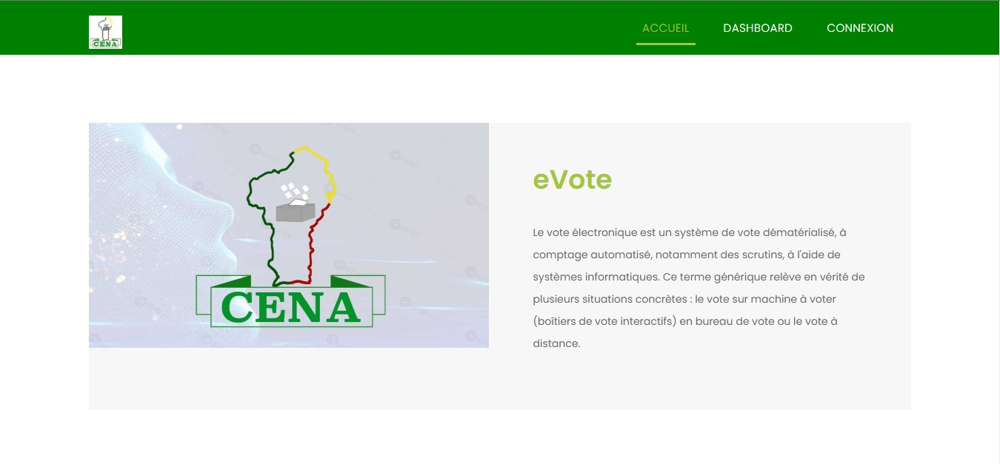 CENA
ACCUEIL
DASHBOARD
CONNEXION
CENA
eVote
Le vote électronique est un système de vote dématérialisé, à
comptage automatisé, notamment des scrutins, à l'aide de
systèmes informatiques. Ce terme générique relève en vérité de
plusieurs situations concrètes : le vote sur machine à voter
(boîtiers de vote interactifs) en bureau de vote ou le vote à
distance.